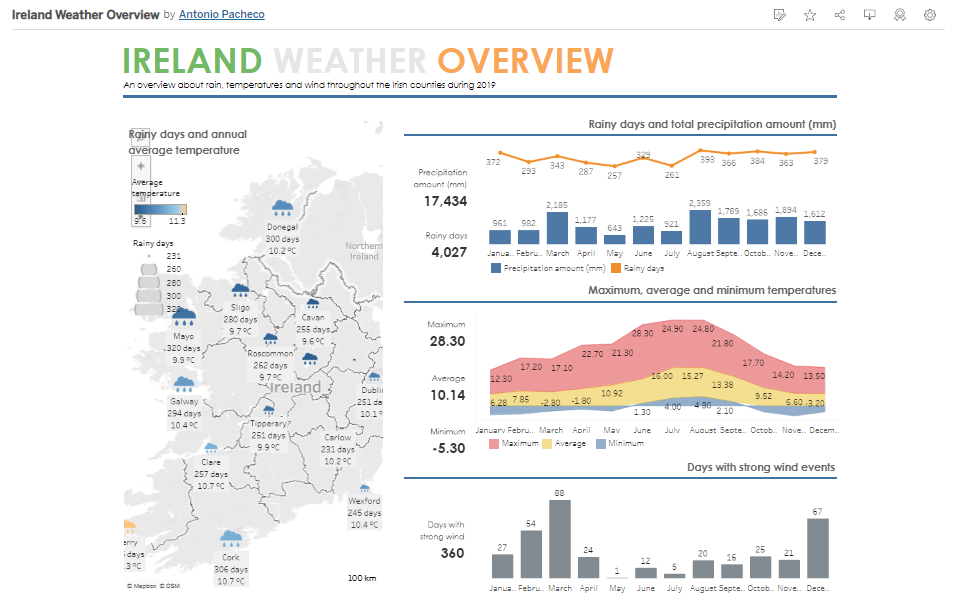 Ireland Weather Overview by Antonio Pacheco
IRELAND WEATHER OVERVIEW
An overview about rain, temperatures and wind throughout the Irish counties during 2019
Rainy days and annual
average temperature
Average
temperature
9.6 11.3
Rainy days
231
260
280
300
320
Donegal
300 days
10.2 ºC
Northern
Ireland
Sligo
280 days
9.7 ºC
Cavan
255 days
9.6 ºC
Mayo
320 days
9.9 ºC
Roscommon
262 days
9.7 ºC
Ireland
Galway
294 days
10.4 ºC
Dublin
251 da
10.1 º
Tipperary
251 days
9.9 ºC
Carlow
231 days
10.2 ºC
Clare
257 days
10.7 ºC
Wexford
245 days
10.4 ºC
erry
days
.3 ºC
Cork
306 days
10.7 ºC
100 km
© Mapbox © OSM
Rainy days and total precipitation amount (mm)
Precipitation
amount (mm)
17,434
Rainy days
4,027
372 293 343 287 257 329 261 393 366 384 363 379
961 982 2,185 1,177 643 1,225 921 2,359 1,789 1,686 1,894 1,612
Janua.. Febru.. March April May June July August Septe.. Octob.. Nove.. Dece..
Precipitation amount (mm) Rainy days
Maximum, average and minimum temperatures
Maximum
28.30
Average
10.14
Minimum
-5.30
12.30 17.20 17.10 22.70 21.30 28.30 24.90 24.80 21.80 17.70 14.20 13.50
6.28 7.85 -2.80 -1.80 10.92 16.00 15.27 13.38 9.52 6.60 -3.20
1.30 4.00 4.80 2.10
January Febru.. March April May June July August Septe.. Octob.. Nove.. Decem..
Maximum Average Minimum
Days with strong wind events
Days with
strong wind
360
27 54 88 24 1 12 5 20 16 25 21 67
Janua.. Febru.. March April May June July August Septe.. Octob.. Nove.. Dece..